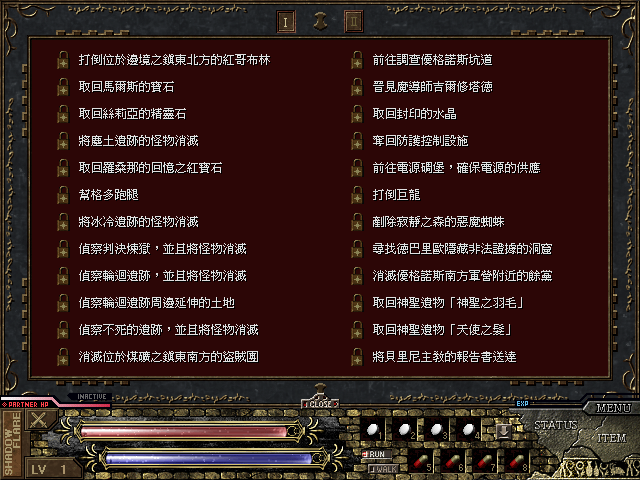 I II
打倒位於邊境之鎮東北方的紅哥布林
取回馬爾斯的寶石
取回絲莉亞的精靈石
將塵土遺跡的怪物消滅
取回羅桑那的回憶之紅寶石
幫格多跑腿
將冰冷遺跡的怪物消滅
偵察判決煉獄，並且將怪物消滅
偵察輪迴遺跡，並且將怪物消滅
偵察輪迴遺跡周邊延伸的土地
偵察不死的遺跡，並且將怪物消滅
消滅位於煤礦之鎮東南方的盜賊團
前往調查優格諾斯坑道
晉見魔導師吉爾修塔德
取回封印的水晶
奪回防護控制設施
前往電源碉堡，確保電源的供應
打倒巨龍
剷除寂靜之森的惡魔蜘蛛
尋找德巴里歐隱藏非法證據的洞窟
消滅優格諾斯南方軍營附近的餘黨
取回神聖遺物「神聖之羽毛」
取回神聖遺物「天使之髮」
將貝里尼主教的報告書送達
INACTIVE
PARTNER HP
CLOSE
EXP
MENU
SHADOW FLARE
1 2 3 4
STATUS
ITEM
RUN
WALK
5 6 7 8
LV 1